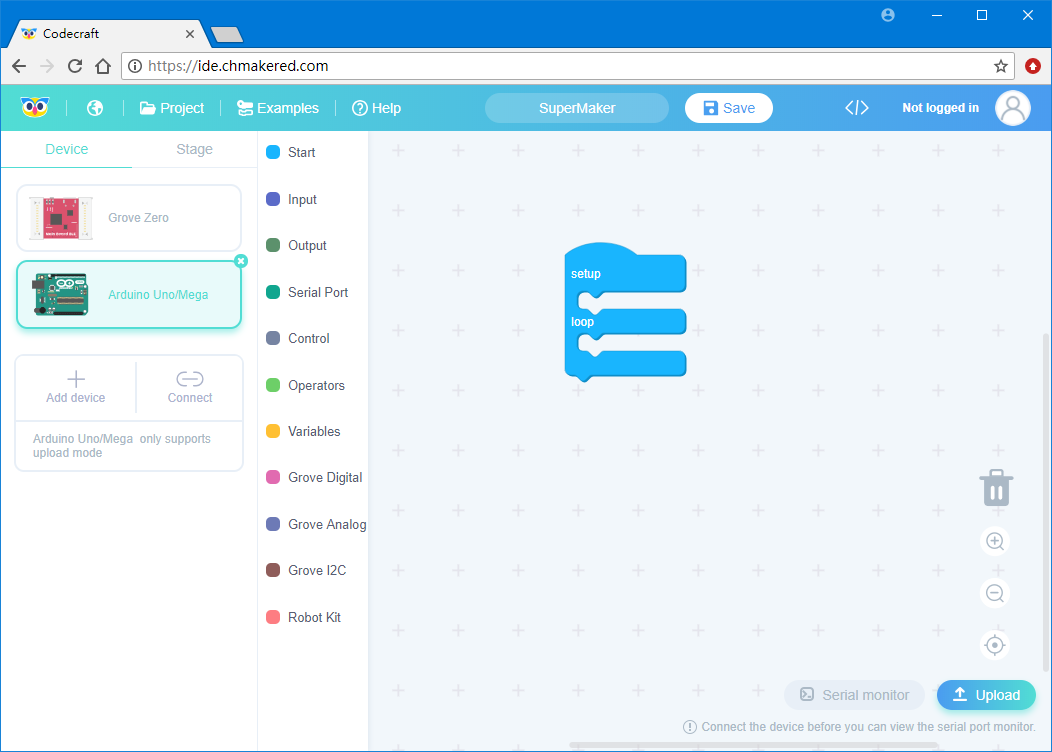 Codecraft
https://ide.chmakered.com
Project
Examples
Help
SuperMaker
Save
Not logged in
Device
Stage
Grove Zero
Arduino Uno/Mega
Add device
Connect
Arduino Uno/Mega only supports
upload mode
Start
Input
Output
Serial Port
Control
Operators
Variables
Grove Digital
Grove Analog
Grove I2C
Robot Kit
setup
loop
Serial monitor
Upload
Connect the device before you can view the serial port monitor.